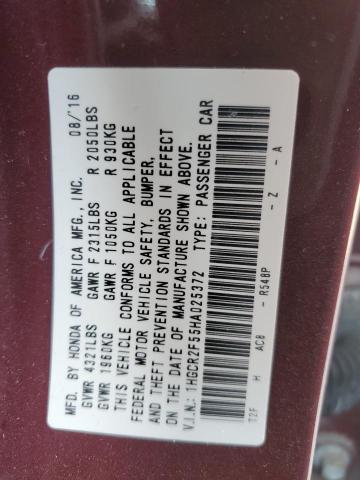 MFD. BY HONDA OF AMERICA MFG., INC. 08/'16
GVWR 4321LBS GAWR F 2315LBS R 2050LBS
GVWR 1960KG GAWR F 1050KG R 930KG
THIS VEHICLE CONFORMS TO ALL APPLICABLE
FEDERAL MOTOR VEHICLE SAFETY, BUMPER,
AND THEFT PREVENTION STANDARDS IN EFFECT
ON THE DATE OF MANUFACTURE SHOWN ABOVE.
V.I.N.: 1HGCR2F55HA025372 TYPE: PASSENGER CAR
T2F H AC8 - R548P - Z - A